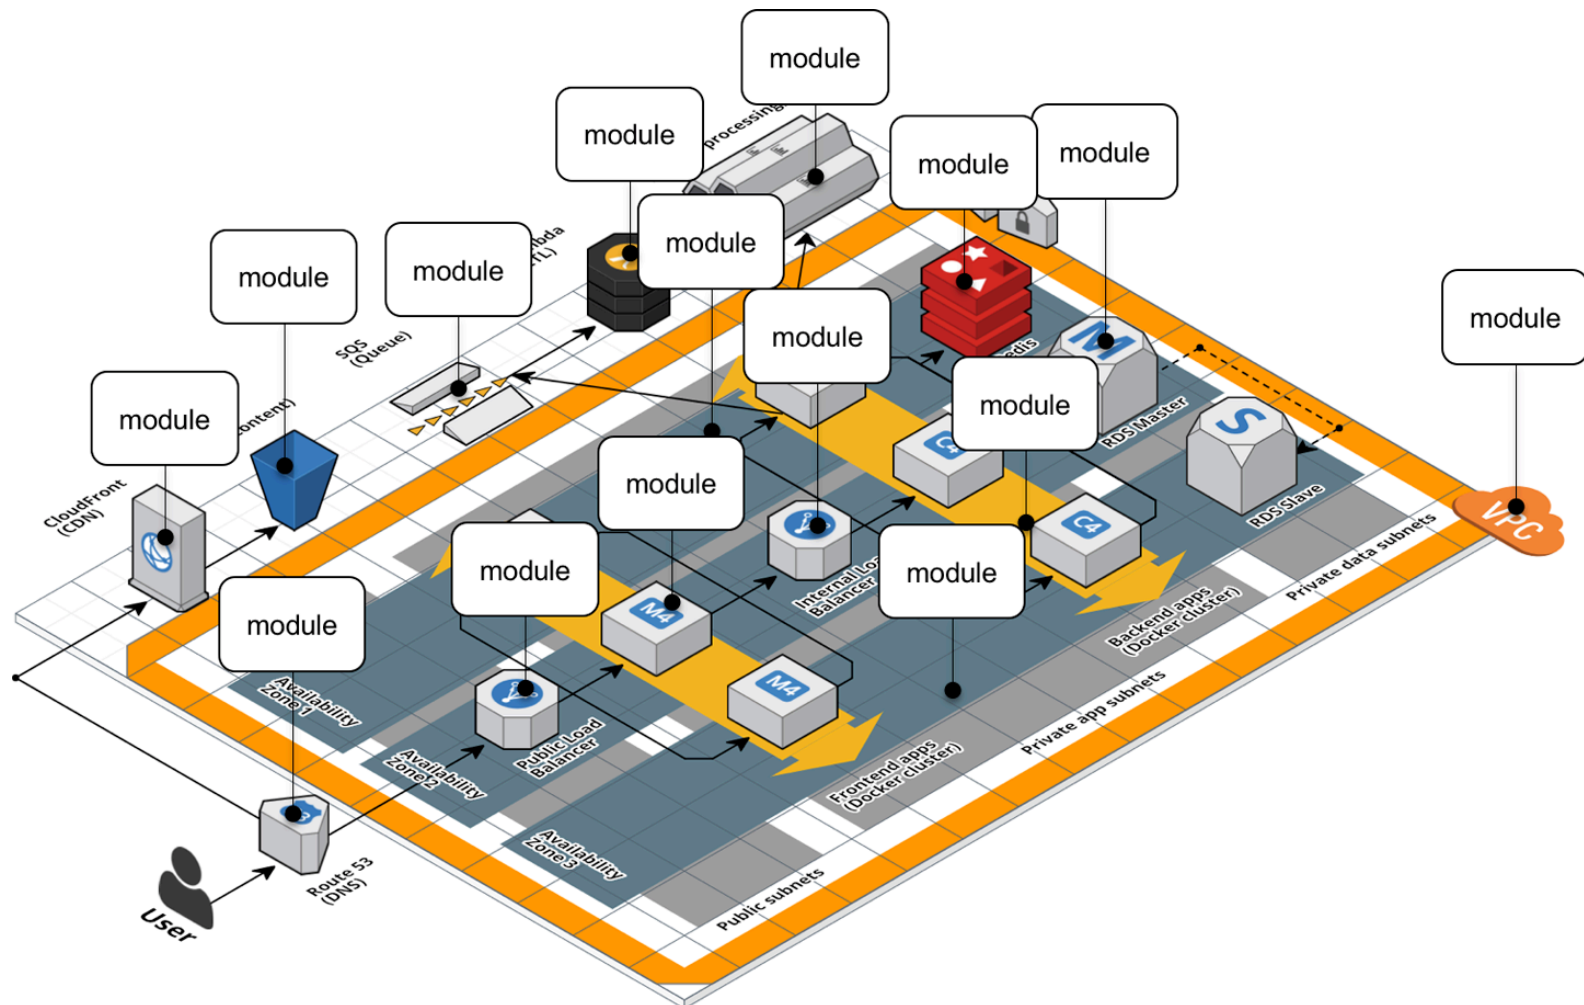 module
module
processing
module
module
module
module
module
module
module
SQS
(Queue)
module
module
M
RDS Master
module
S
RDS Slave
C4
C4
VPC
CloudFront
(CDN)
module
module
module
module
Private data subnets
Internal Loa
Balancer
Backend apps
(Docker cluster)
M4
M4
Private app subnets
Availability
Zone 1
Public Load
Balancer
Availability
Zone 2
Frontend apps
(Docker cluster)
Availability
Zone 3
Public subnets
Route 53
(DNS)
User